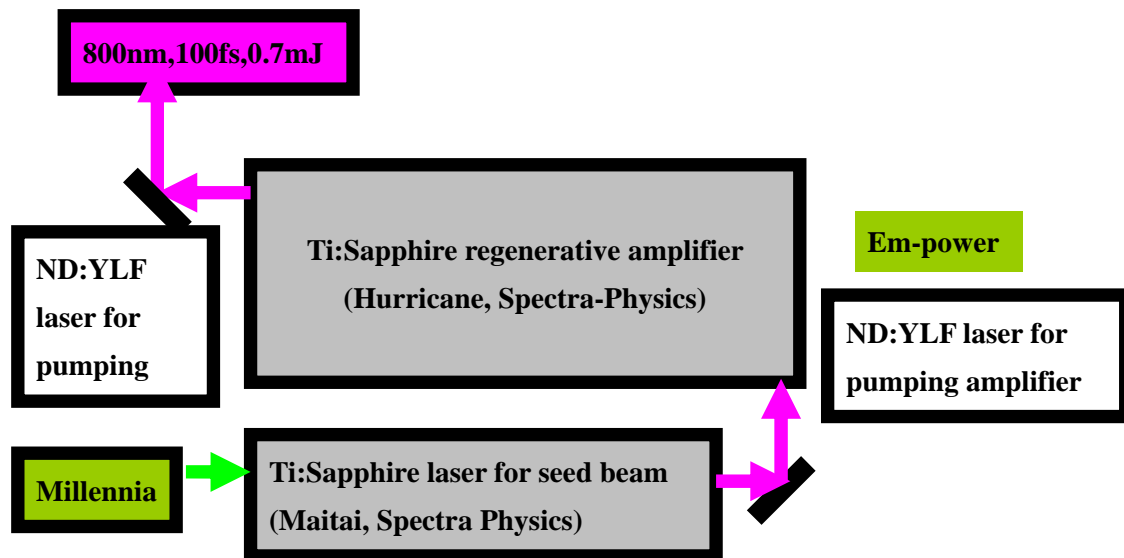 800nm,100fs,0.7mJ
Ti:Sapphire regenerative amplifier
(Hurricane, Spectra-Physics)
Em-power
ND:YLF
laser for
pumping
ND:YLF laser for
pumping amplifier
Millennia
Ti:Sapphire laser for seed beam
(Maitai, Spectra Physics)